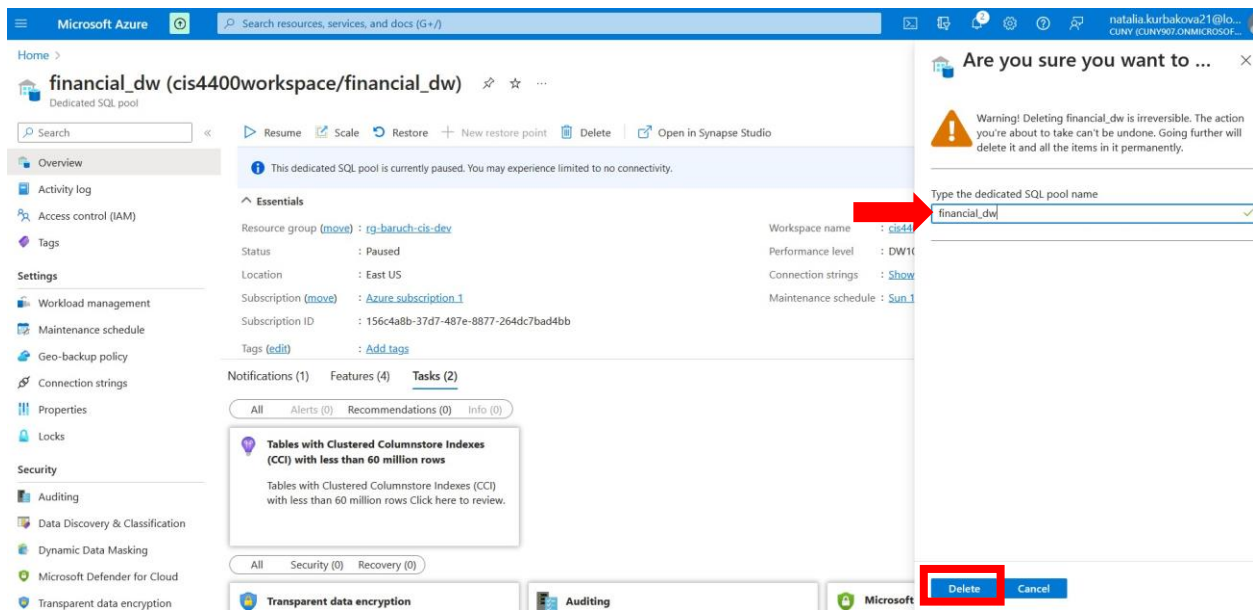 Microsoft Azure
Search resources, services, and docs (G+/)
2
natalia.kurbakova21@lo...
CUNY (CUNY907.ONMICROSOF...
Home >
financial_dw (cis4400workspace/financial_dw)
Dedicated SQL pool
Search
Resume Scale Restore New restore point Delete Open in Synapse Studio
Overview
Activity log
Access control (IAM)
Tags
Settings
Workload management
Maintenance schedule
Geo-backup policy
Connection strings
Properties
Locks
Security
Auditing
Data Discovery & Classification
Dynamic Data Masking
Microsoft Defender for Cloud
Transparent data encryption
This dedicated SQL pool is currently paused. You may experience limited to no connectivity.
Essentials
Resource group (move) : rg-baruch-cis-dev
Status : Paused
Location : East US
Subscription (move) : Azure subscription 1
Subscription ID : 156c4a8b-37d7-487e-8877-264dc7bad4bb
Tags (edit) : Add tags
Workspace name : cis44
Performance level :
Connection strings : Show
Maintenance schedule : Sun 1
Notifications (1) Features (4) Tasks (2)
All Alerts (0) Recommendations (0) Info (0)
Tables with Clustered Columnstore Indexes
(CCI) with less than 60 million rows
Tables with Clustered Columnstore Indexes (CCI)
with less than 60 million rows Click here to review.
All Security (0) Recovery (0)
Transparent data encryption
Auditing
Microsoft
Are you sure you want to ...
Warning! Deleting financial_dw is irreversible. The action
you're about to take can't be undone. Going further will
delete it and all the items in it permanently.
Type the dedicated SQL pool name
financial_dw
Delete Cancel